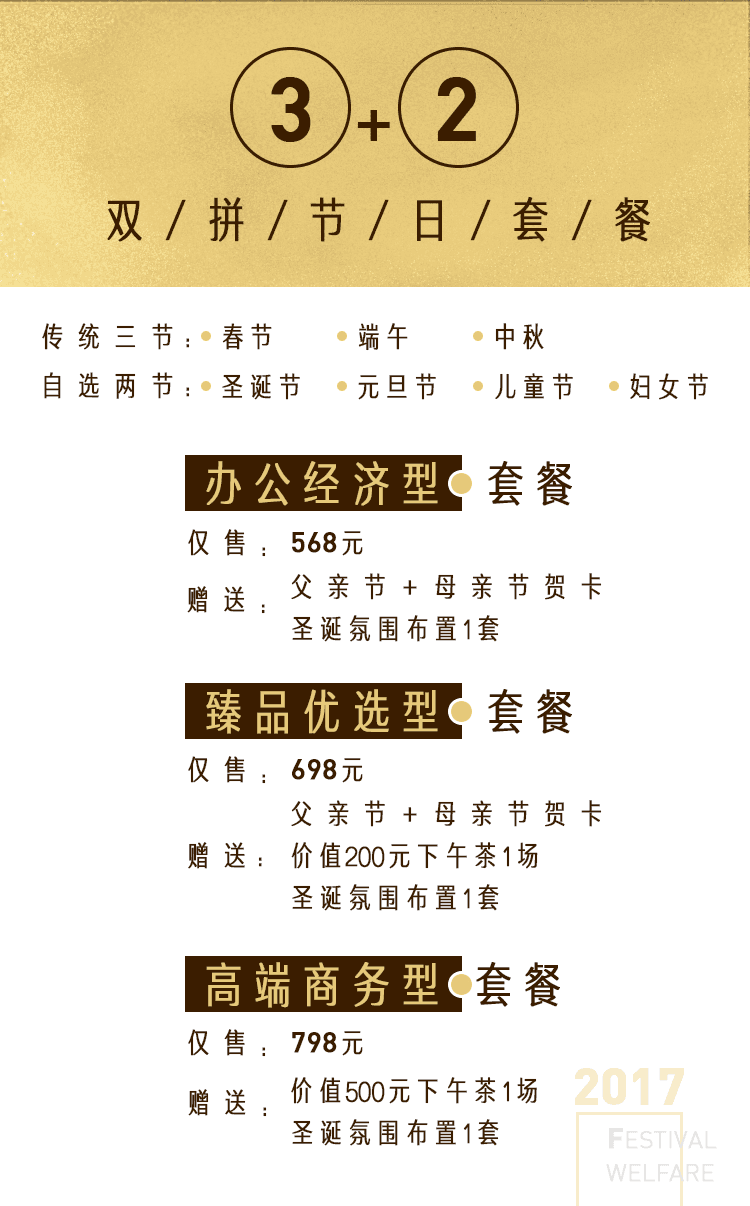 3+2
双/拼/节/日/套/餐
传统三节: 春节 端午 中秋
自选两节: 圣诞节 元旦节 儿童节 妇女节
办公经济型 套餐
仅售: 568元
赠送: 父亲节+母亲节贺卡
圣诞氛围布置1套
臻品优选型 套餐
仅售: 698元
父亲节+母亲节贺卡
赠送: 价值200元下午茶1场
圣诞氛围布置1套
高端商务型 套餐
仅售: 798元
赠送: 价值500元下午茶1场
圣诞氛围布置1套
2017
FESTIVAL
WELFARE